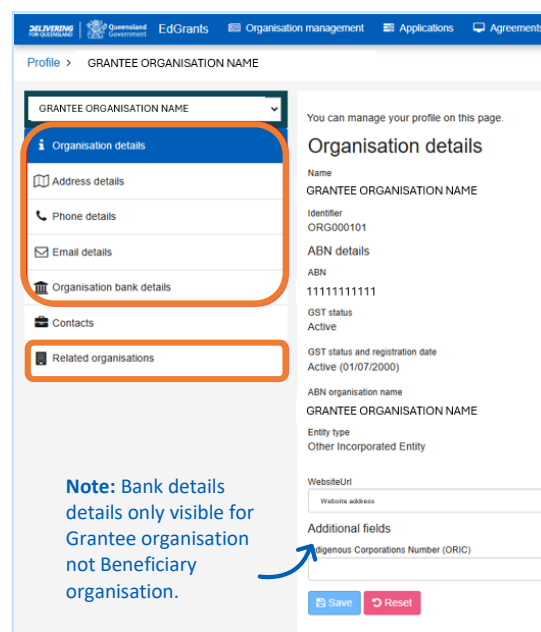 DELIVERING
FOR QUEENSLAND
Queensland
Government
EdGrants
Organisation management
Applications
Agreements
Profile >
GRANTEE ORGANISATION NAME
GRANTEE ORGANISATION NAME
Organisation details
Address details
Phone details
Email details
Organisation bank details
Contacts
Related organisations
Note: Bank details
details only visible for
Grantee organisation
not Beneficiary
organisation.
You can manage your profile on this page.
Organisation details
Name
GRANTEE ORGANISATION NAME
Identifier
ORG000101
ABN details
ABN
11111111111
GST status
Active
GST status and registration date
Active (01/07/2000)
ABN organisation name
GRANTEE ORGANISATION NAME
Entity type
Other Incorporated Entity
WebsiteUrl
Website address
Additional fields
digenous Corporations Number (ORIC)
Save
Reset